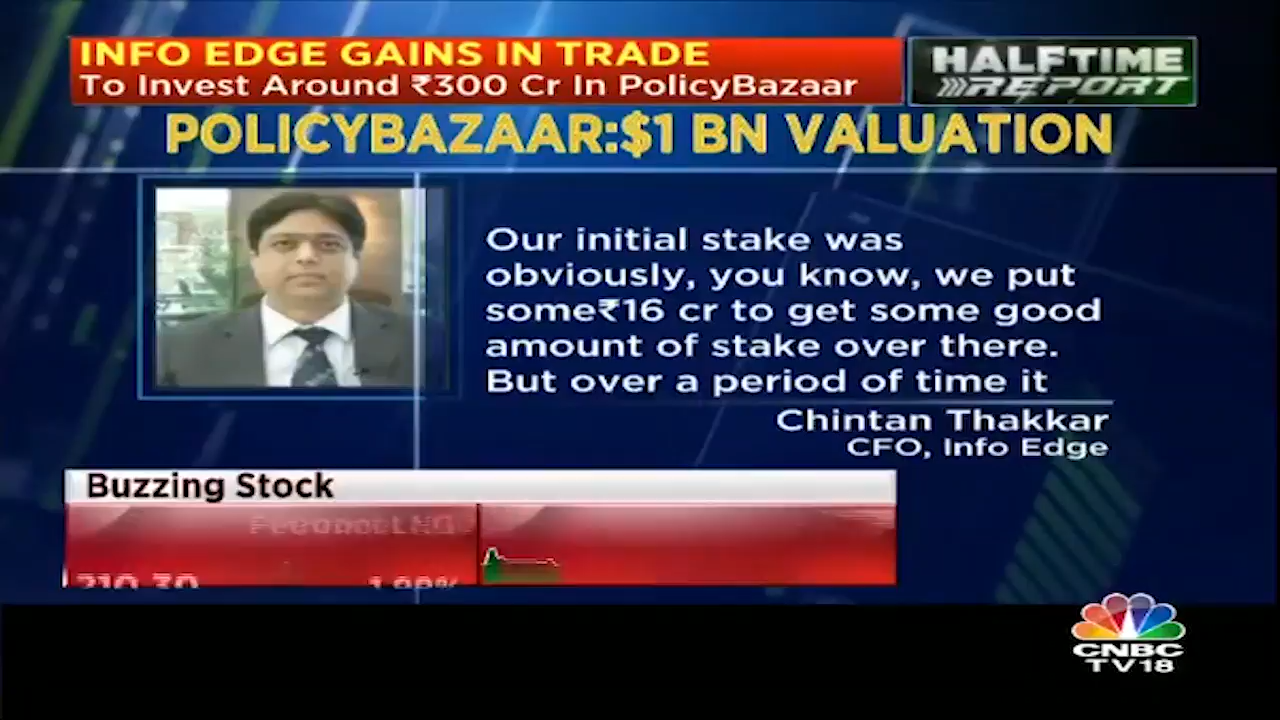 INFO EDGE GAINS IN TRADE
To Invest Around ₹300 Cr In PolicyBazaar
HALFTIME
REPORT
POLICYBAZAAR:$1 BN VALUATION
Our initial stake was
obviously, you know, we put
some₹16 cr to get some good
amount of stake over there.
But over a period of time it
Chintan Thakkar
CFO, Info Edge
Buzzing Stock
210.30
CNBC
TV18